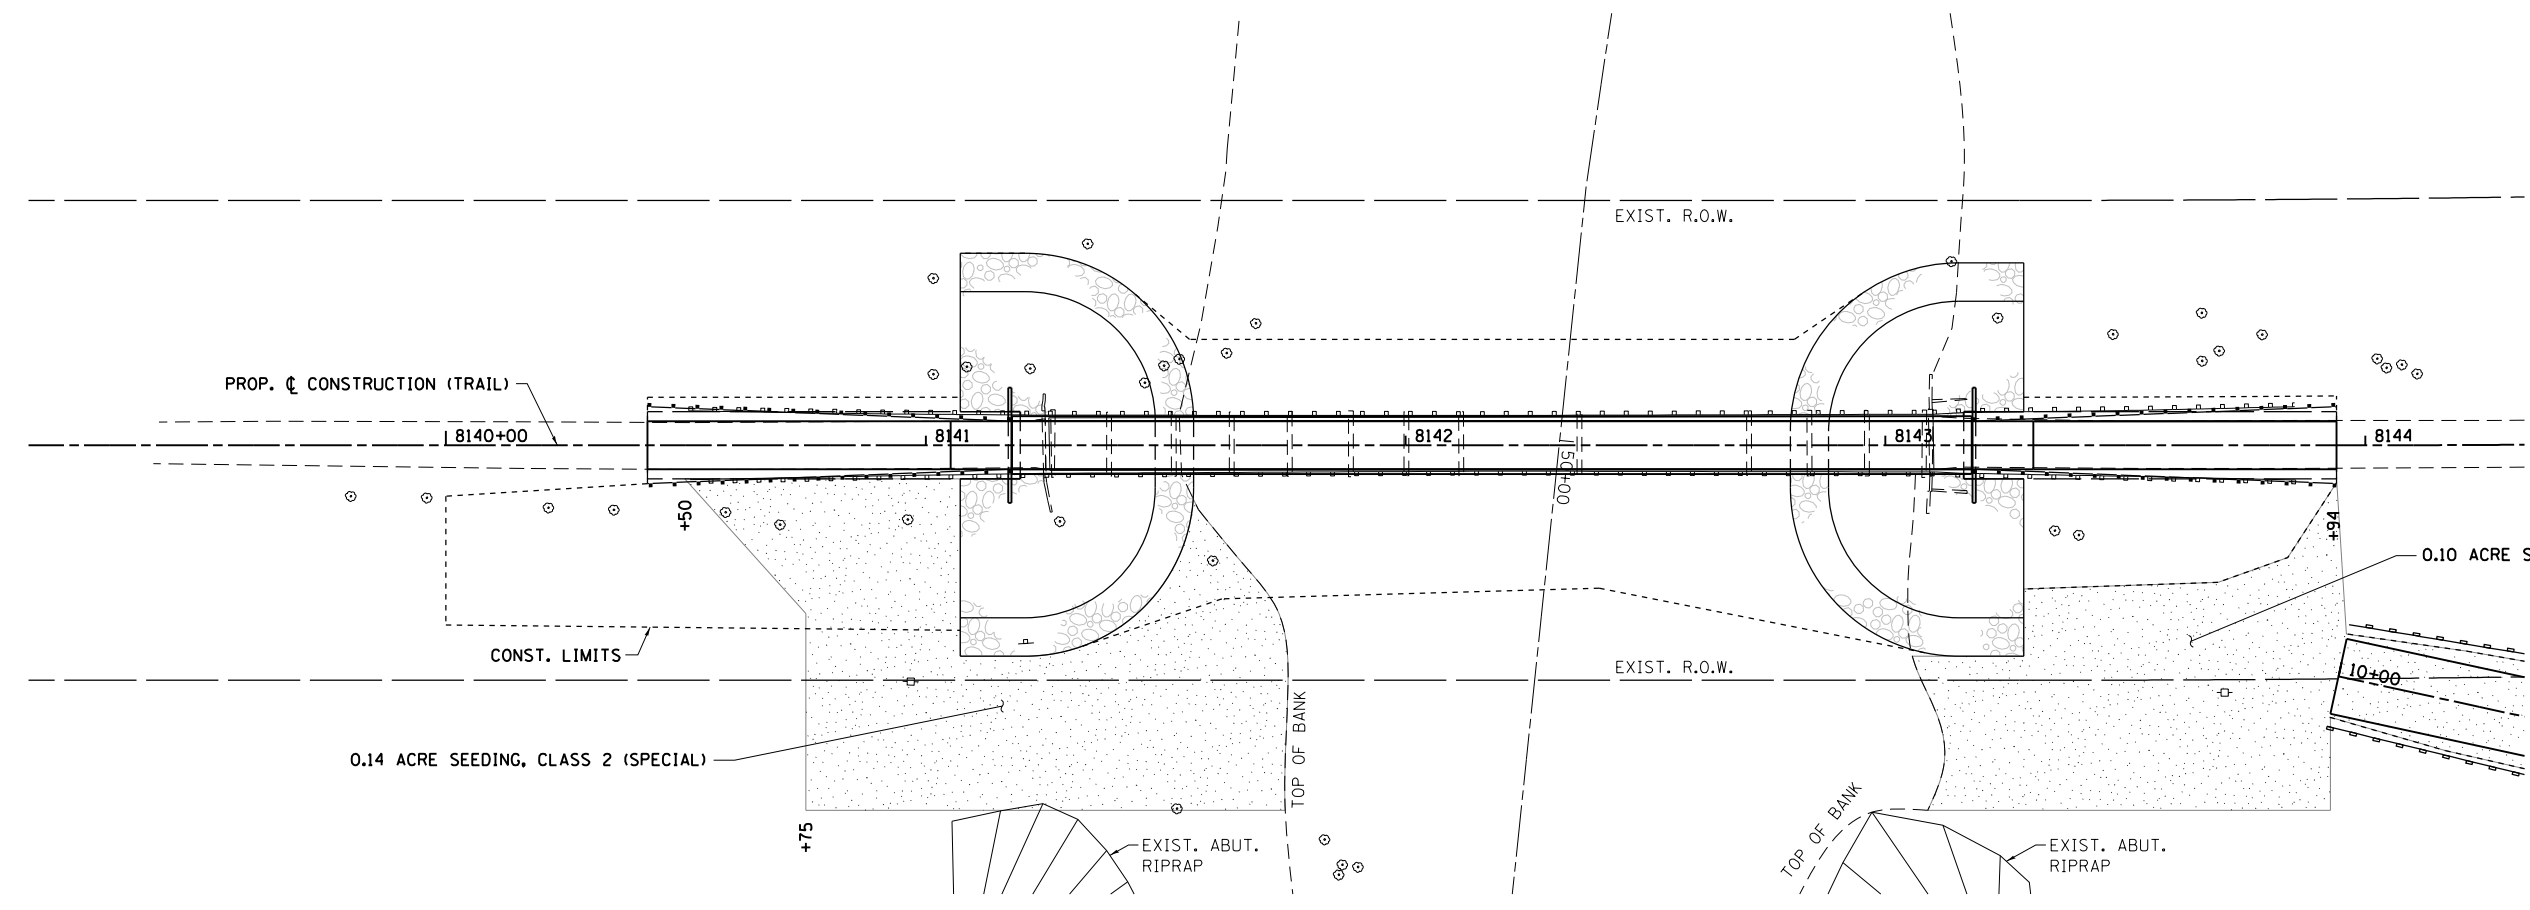 EXIST. R.O.W.
PROP. ℄ CONSTRUCTION (TRAIL)
8140+00
8141
8142
8143
8144
50+00
+50
+94
0.10 ACRE S
CONST. LIMITS
EXIST. R.O.W.
10+00
TOP OF BANK
0.14 ACRE SEEDING, CLASS 2 (SPECIAL)
TOP OF BANK
+75
EXIST. ABUT.
RIPRAP
EXIST. ABUT.
RIPRAP